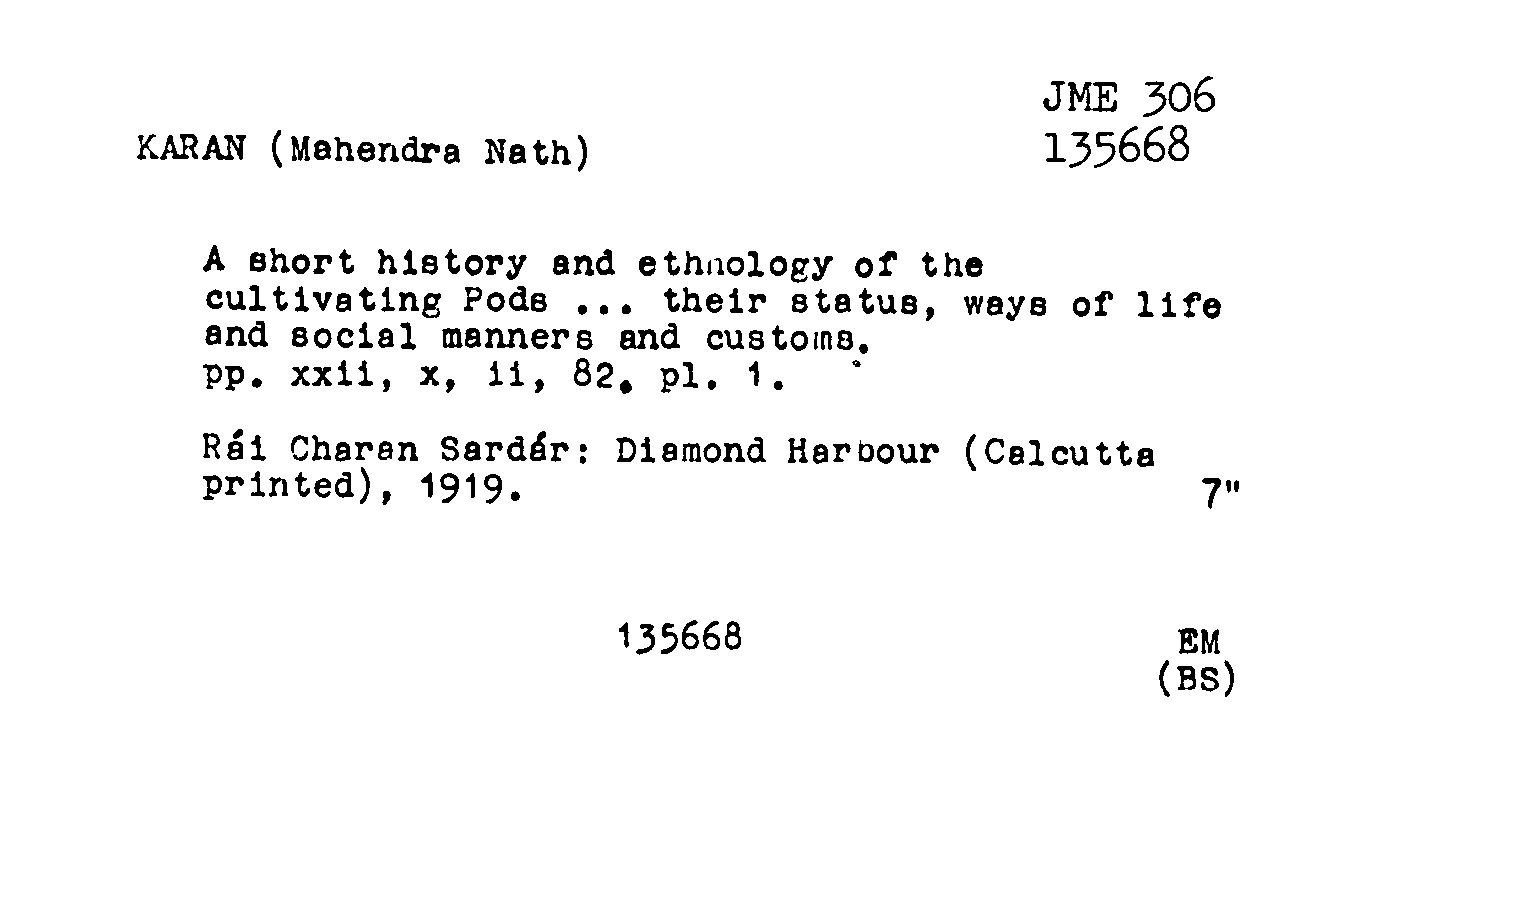 JME 306
KARAN (Mahendra Nath) 135668
A short history and ethnology of the
cultivating Pods ... their status, ways of life
and social manners and customs.
pp. xxii, x, ii, 82. pl. 1.
Rái Charan Sardár: Diamond Harbour (Calcutta
printed), 1919. 7"
135668 EM
(BS)